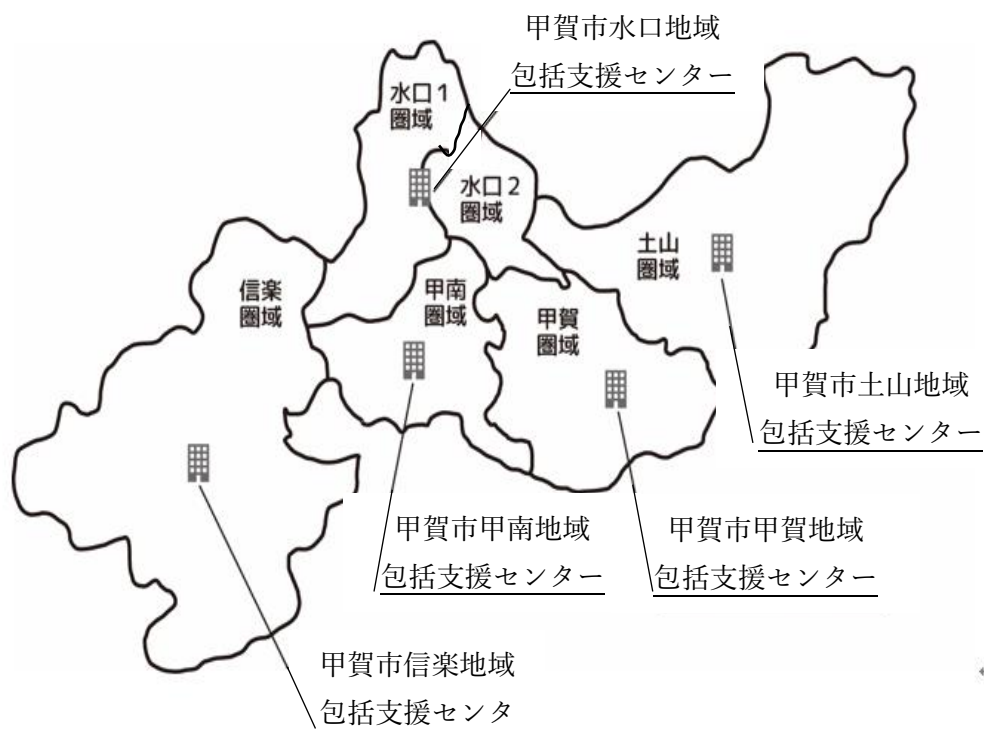 甲賀市水口地域
包括支援センター
水口1
圏域
水口2
圏域
土山
圏域
信楽
圏域
甲南
圏域
甲賀
圏域
甲賀市土山地域
包括支援センター
甲賀市甲南地域
包括支援センター
甲賀市甲賀地域
包括支援センター
甲賀市信楽地域
包括支援センタ